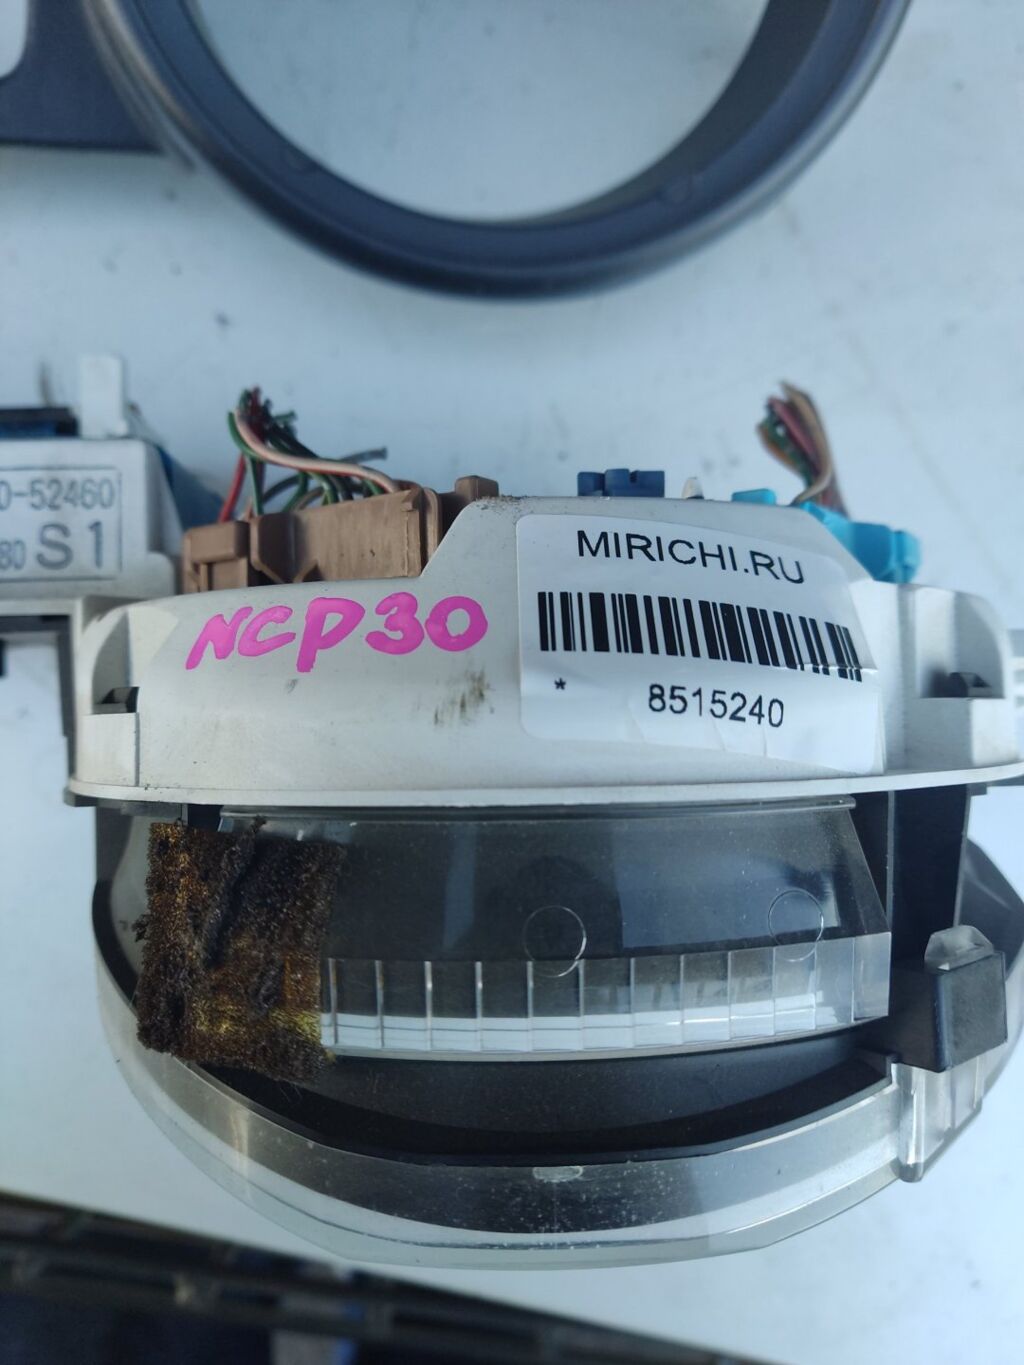 0-52460
80 S1
NCP30
MIRICHI.RU
* 8515240